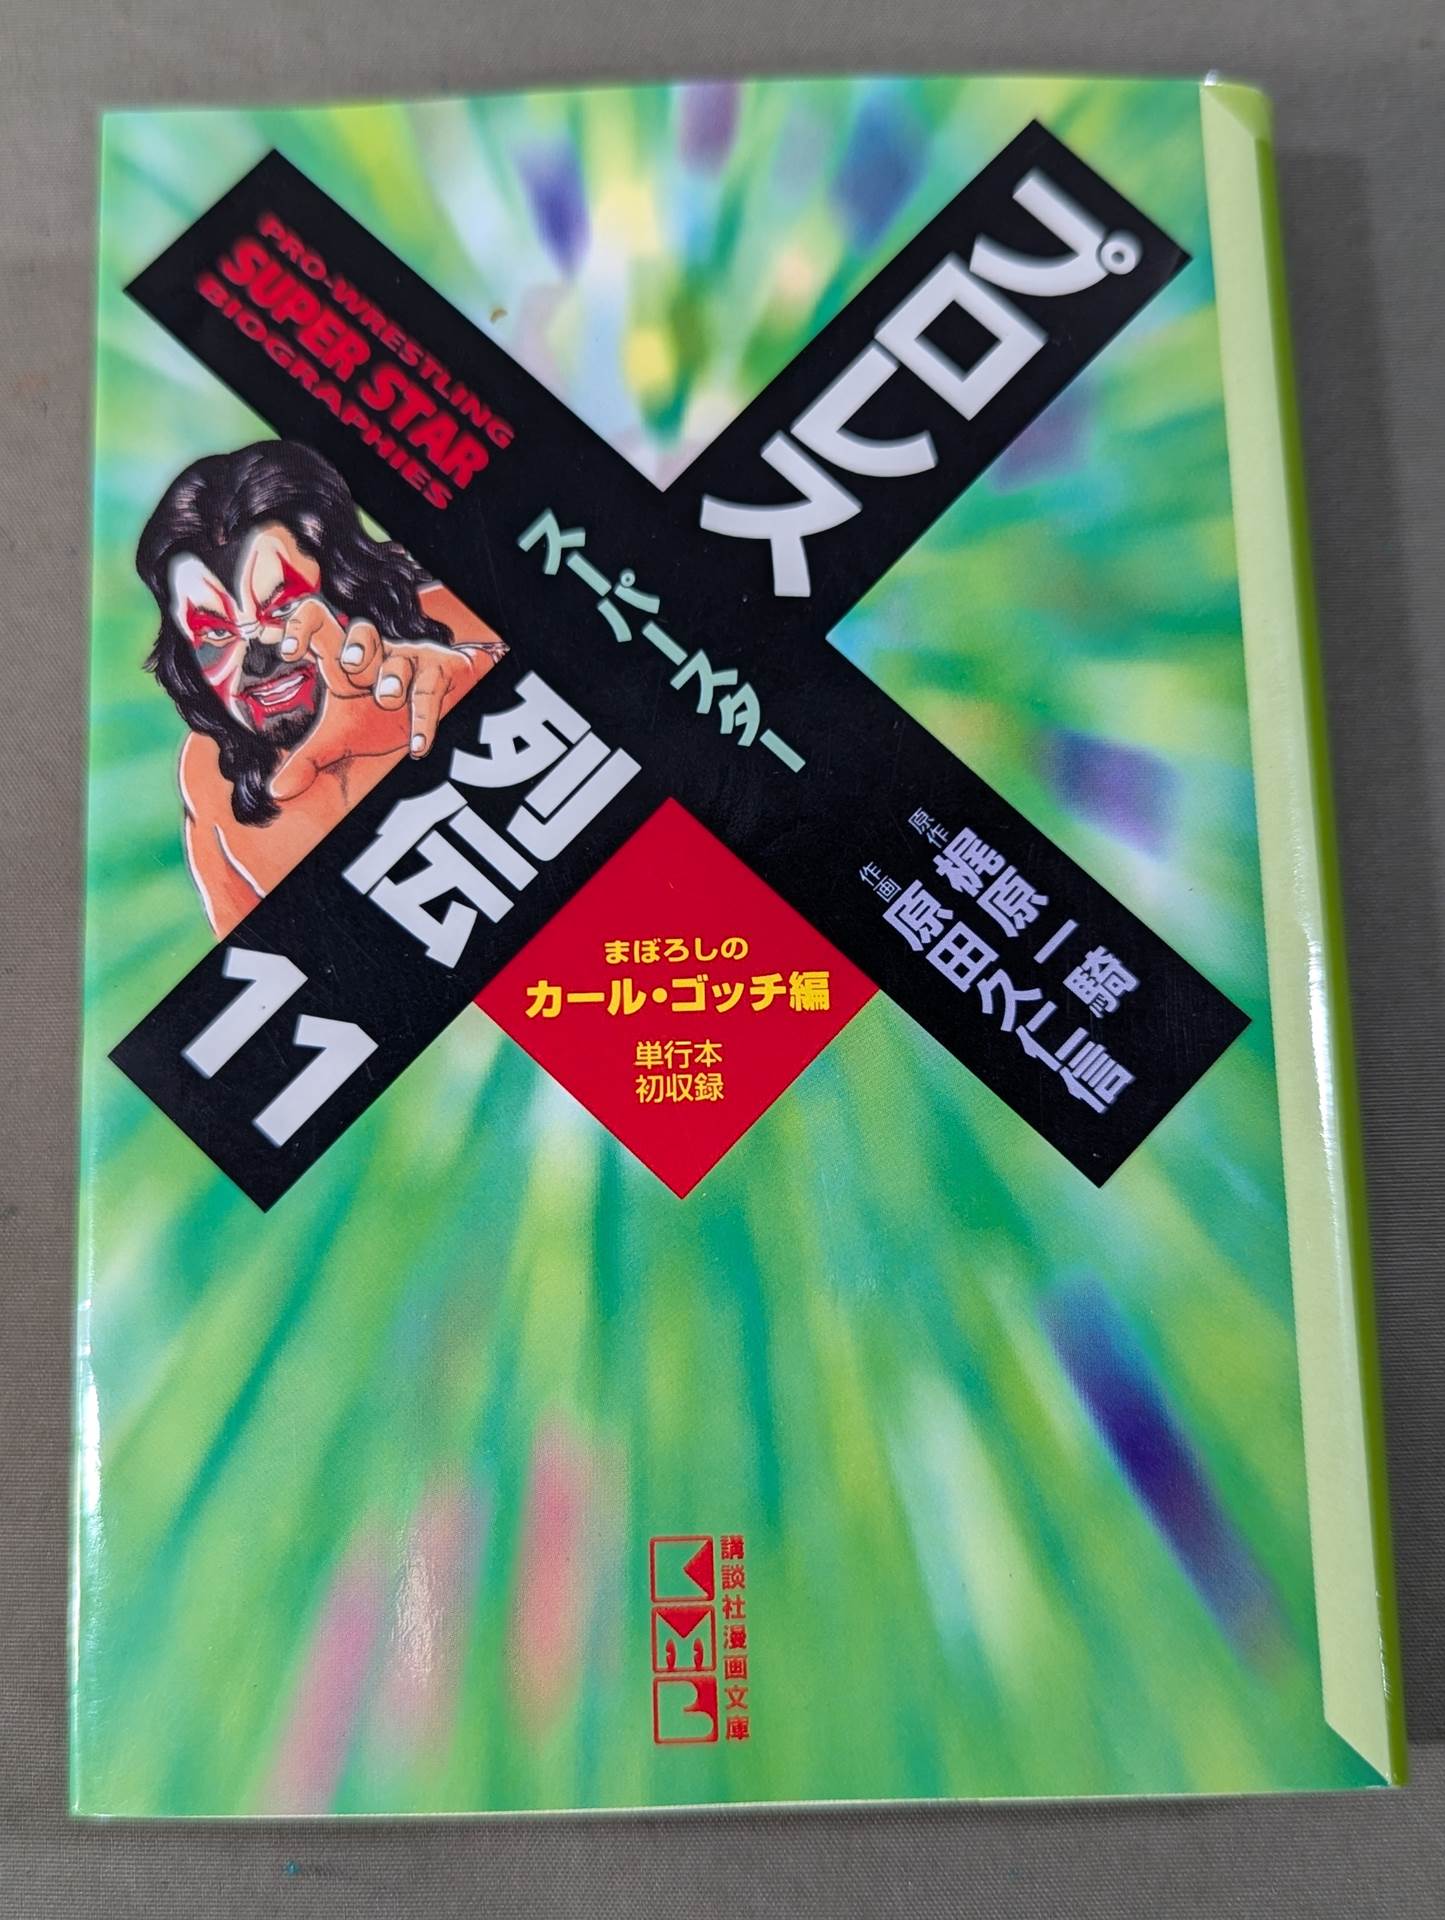 プロレス
スーパースター
列伝
11
PRO-WRESTLING
SUPER STAR
BIOGRAPHIES
原作
梶原一騎
作画
原田久仁信
まぼろしの
カール・ゴッチ編
単行本
初収録
KMB
講談社漫画文庫